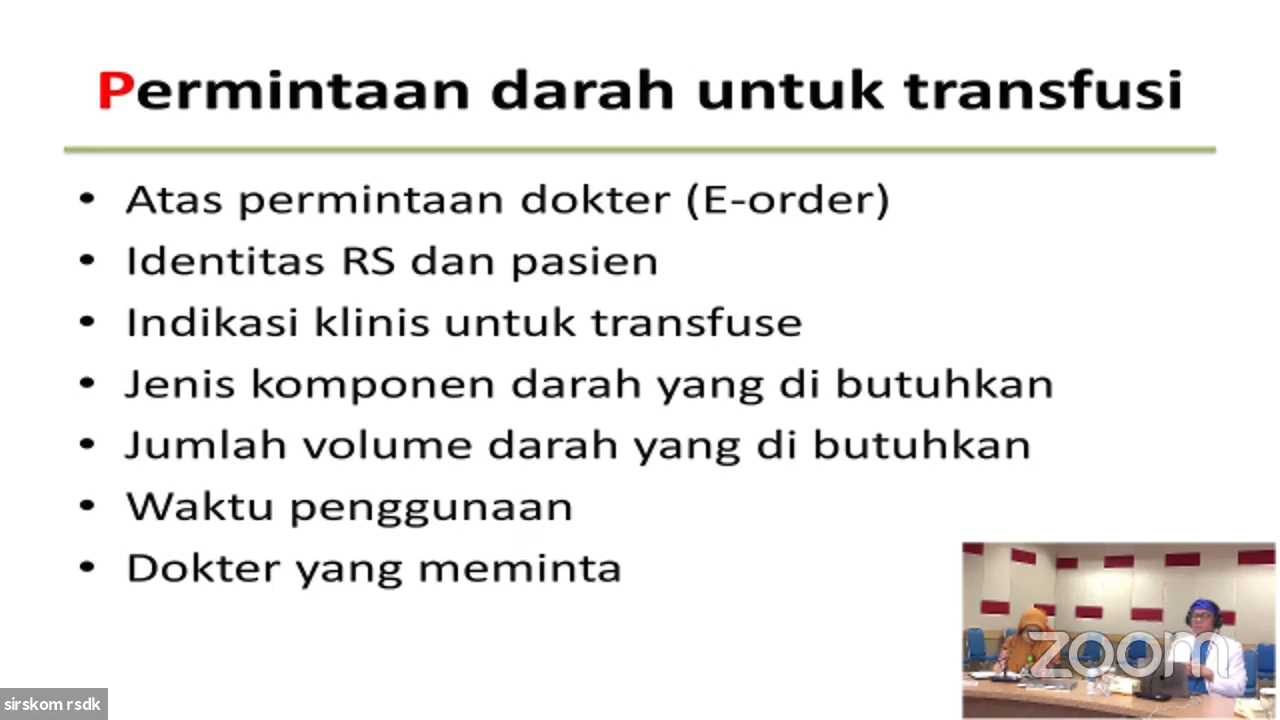 Permintaan darah untuk transfusi
• Atas permintaan dokter (E-order)
• Identitas RS dan pasien
• Indikasi klinis untuk transfuse
• Jenis komponen darah yang di butuhkan
• Jumlah volume darah yang di butuhkan
• Waktu penggunaan
• Dokter yang meminta
zoom
sirskom rsdk